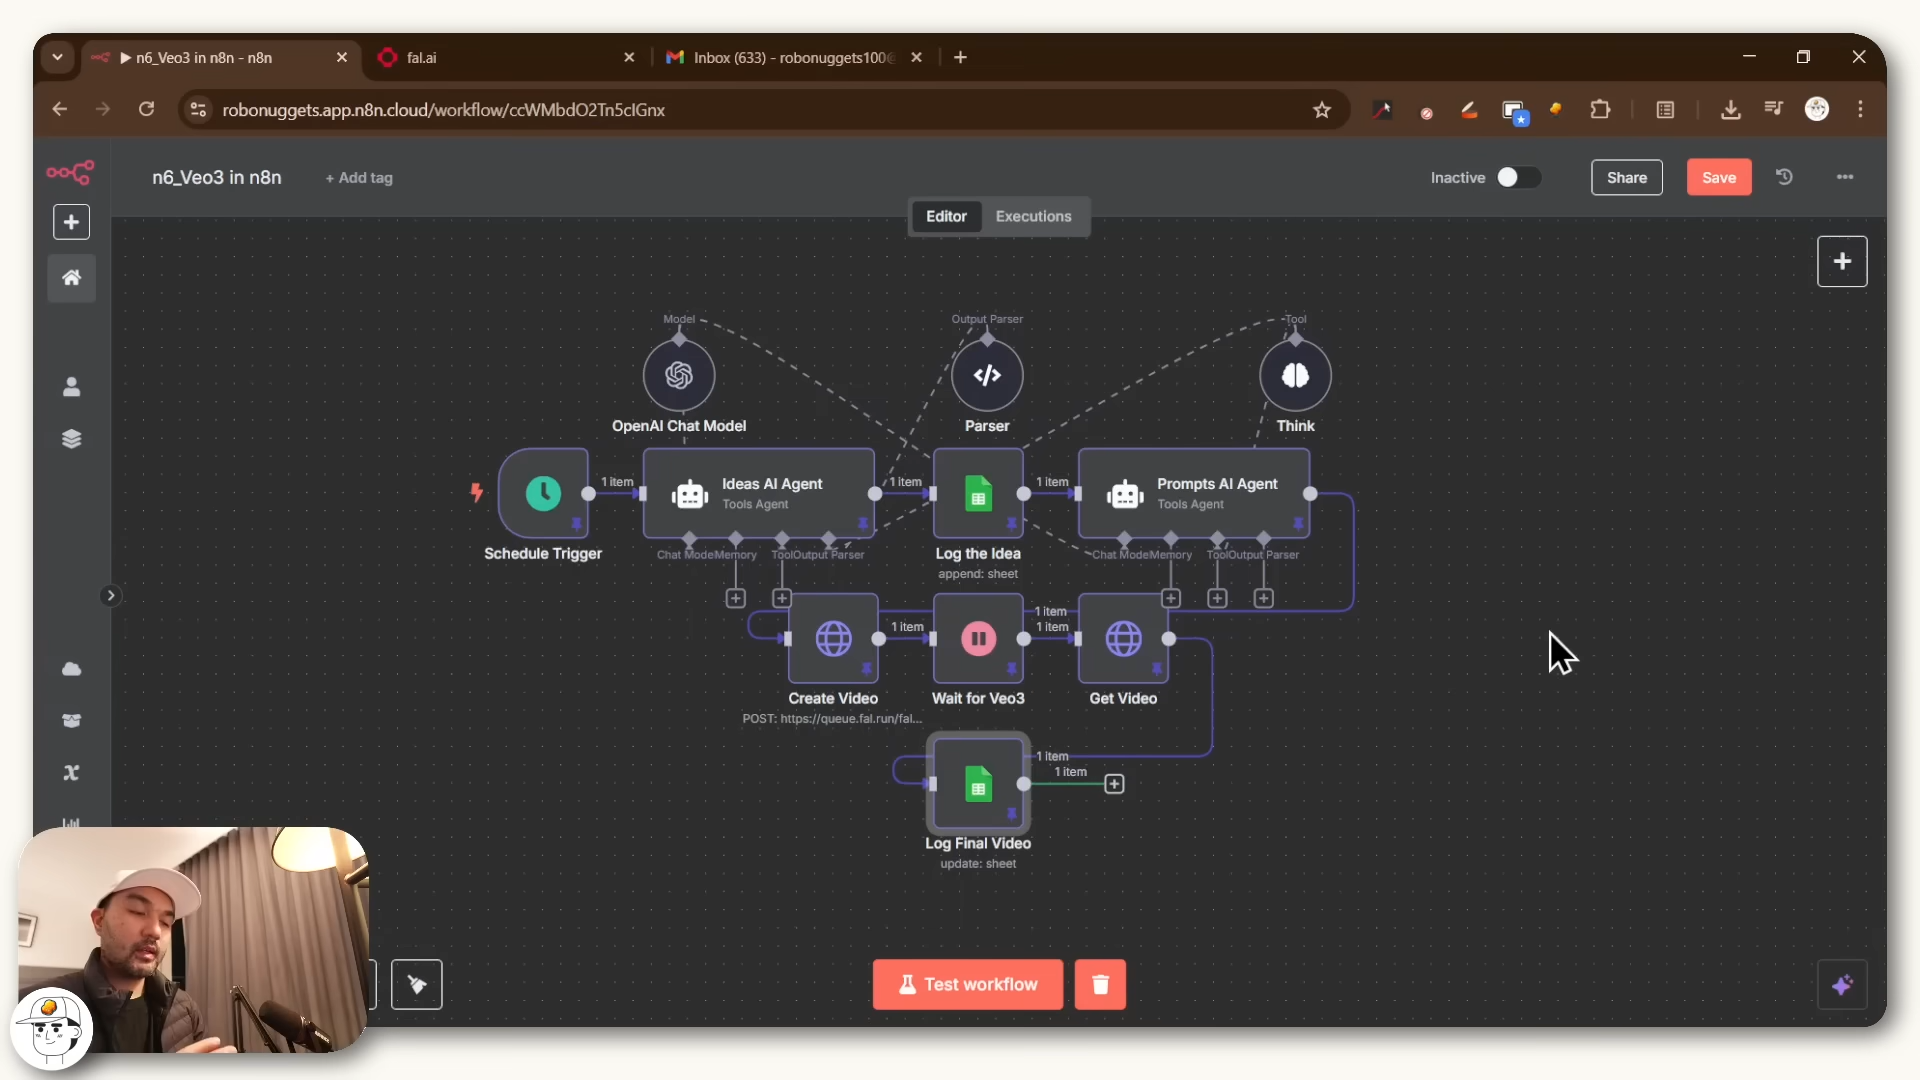 n6_Veo3 in n8n - n8n
fal.ai
Inbox (633) - robonuggets100@
robonuggets.app.n8n.cloud/workflow/ccWMbdO2Tn5cIGnx
n6_Veo3 in n8n
+ Add tag
Inactive
Share
Save
Editor
Executions
Model
Output Parser
Tool
OpenAI Chat Model
Parser
Think
1 item
Ideas AI Agent
Tools Agent
1 item
1 item
Prompts AI Agent
Tools Agent
Schedule Trigger
Chat Mode
Memory
Tool
Output Parser
Log the Idea
append: sheet
Chat Mode
Memory
Tool
Output Parser
1 item
1 item
1 item
Create Video
POST: https://queue.fal.run/fal...
Wait for Veo3
Get Video
1 item
1 item
Log Final Video
update: sheet
Test workflow